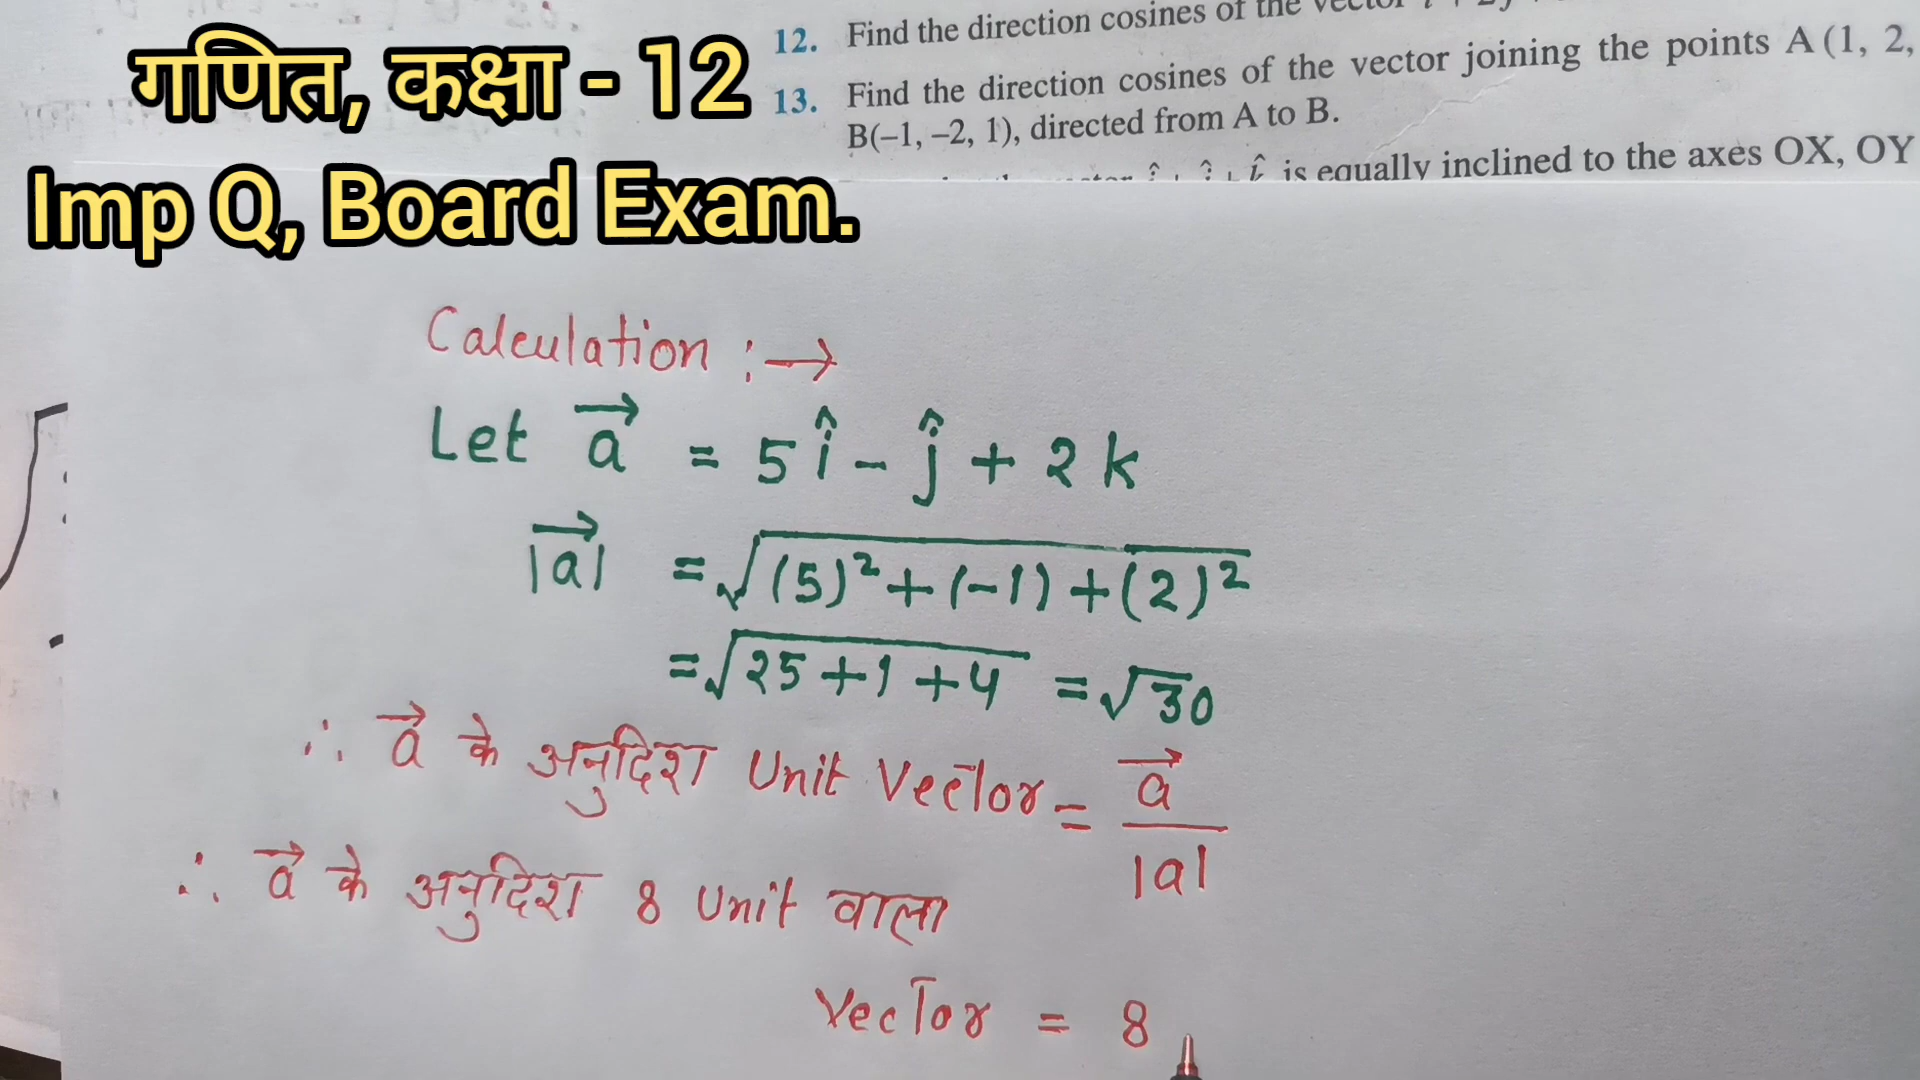 गणित, कक्षा - 12
Imp Q, Board Exam.
12. Find the direction cosines of the vector
13. Find the direction cosines of the vector joining the points A (1, 2,
B(–1, –2, 1), directed from A to B.
is equally inclined to the axes OX, OY
Calculation :→
Let a⃗ = 5î - ĵ + 2k
|a⃗| = √(5)² + (-1) + (2)²
= √25 + 1 + 4 = √30
∴ a⃗ के अनुदिश Unit Vector = a⃗ / |a|
∴ a⃗ के अनुदिश 8 Unit वाला
Vector = 8